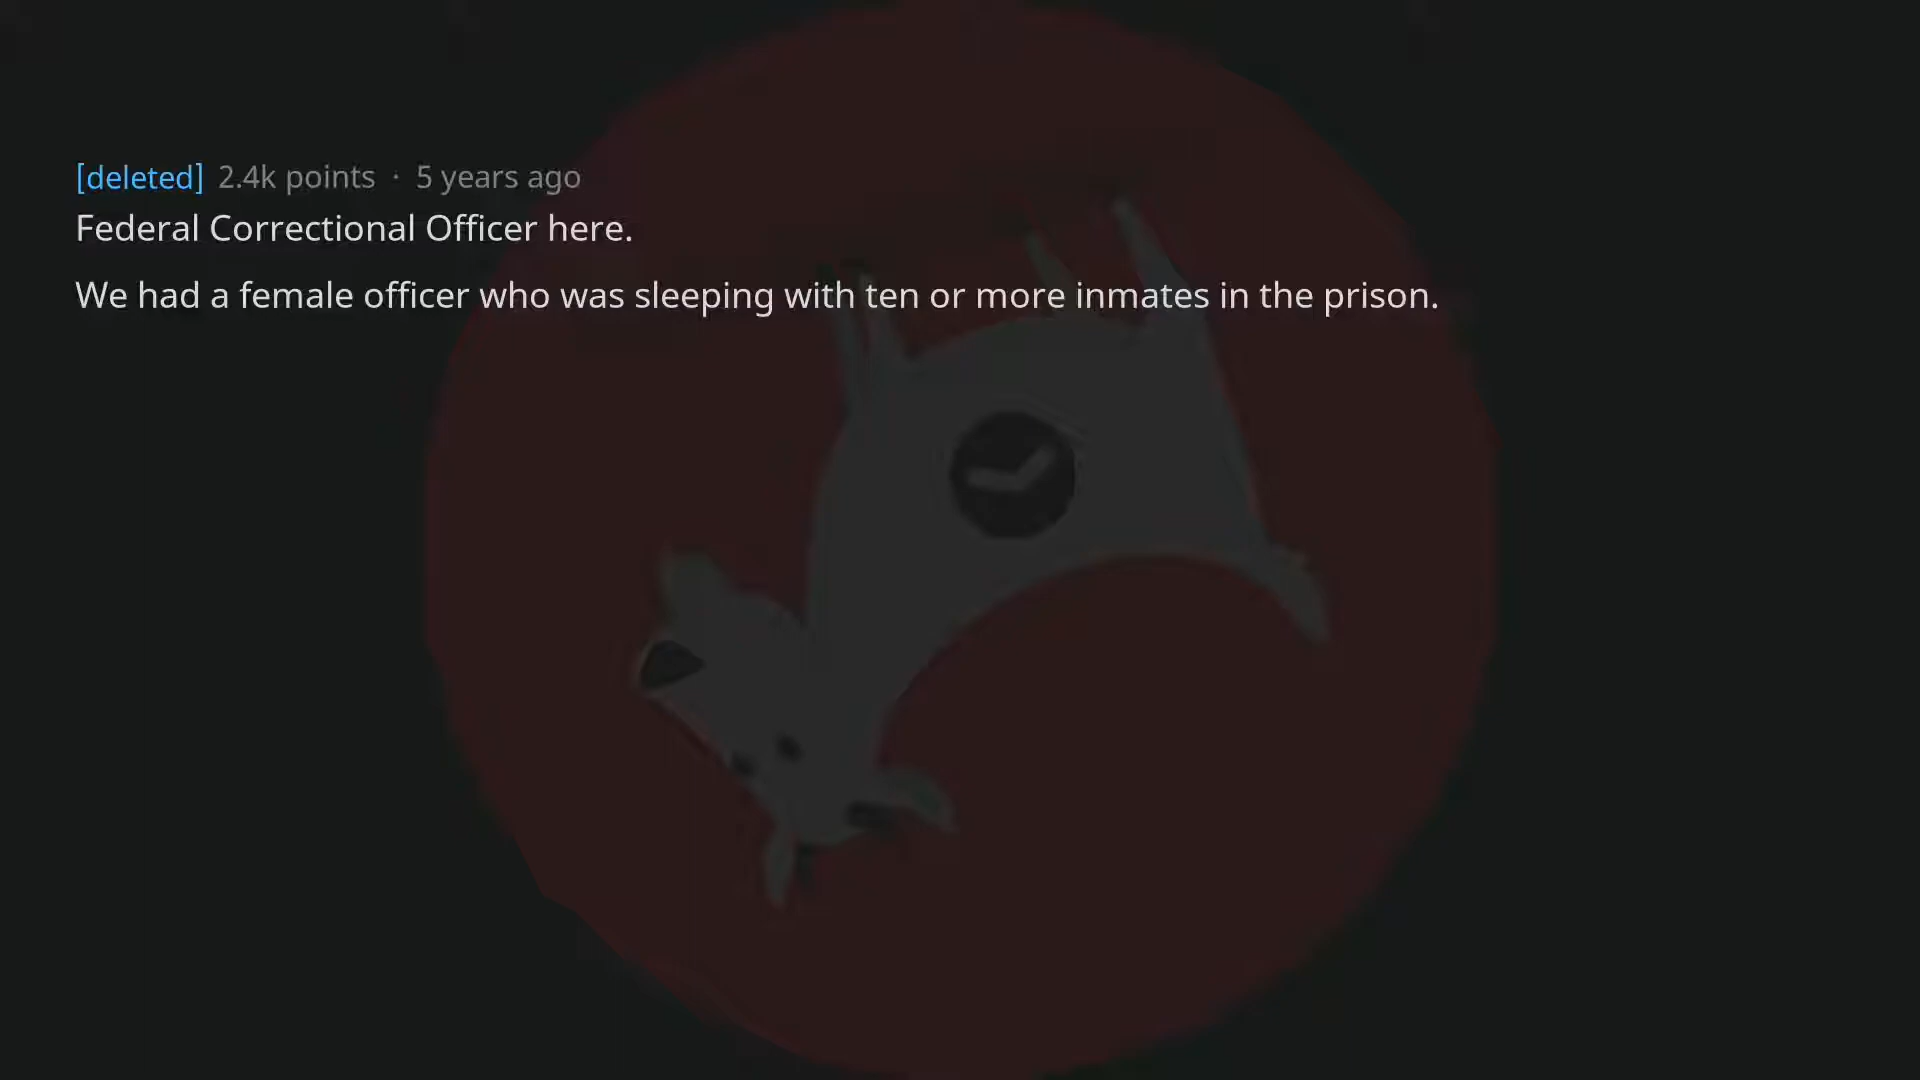 [deleted] 2.4k points · 5 years ago
Federal Correctional Officer here.
We had a female officer who was sleeping with ten or more inmates in the prison.